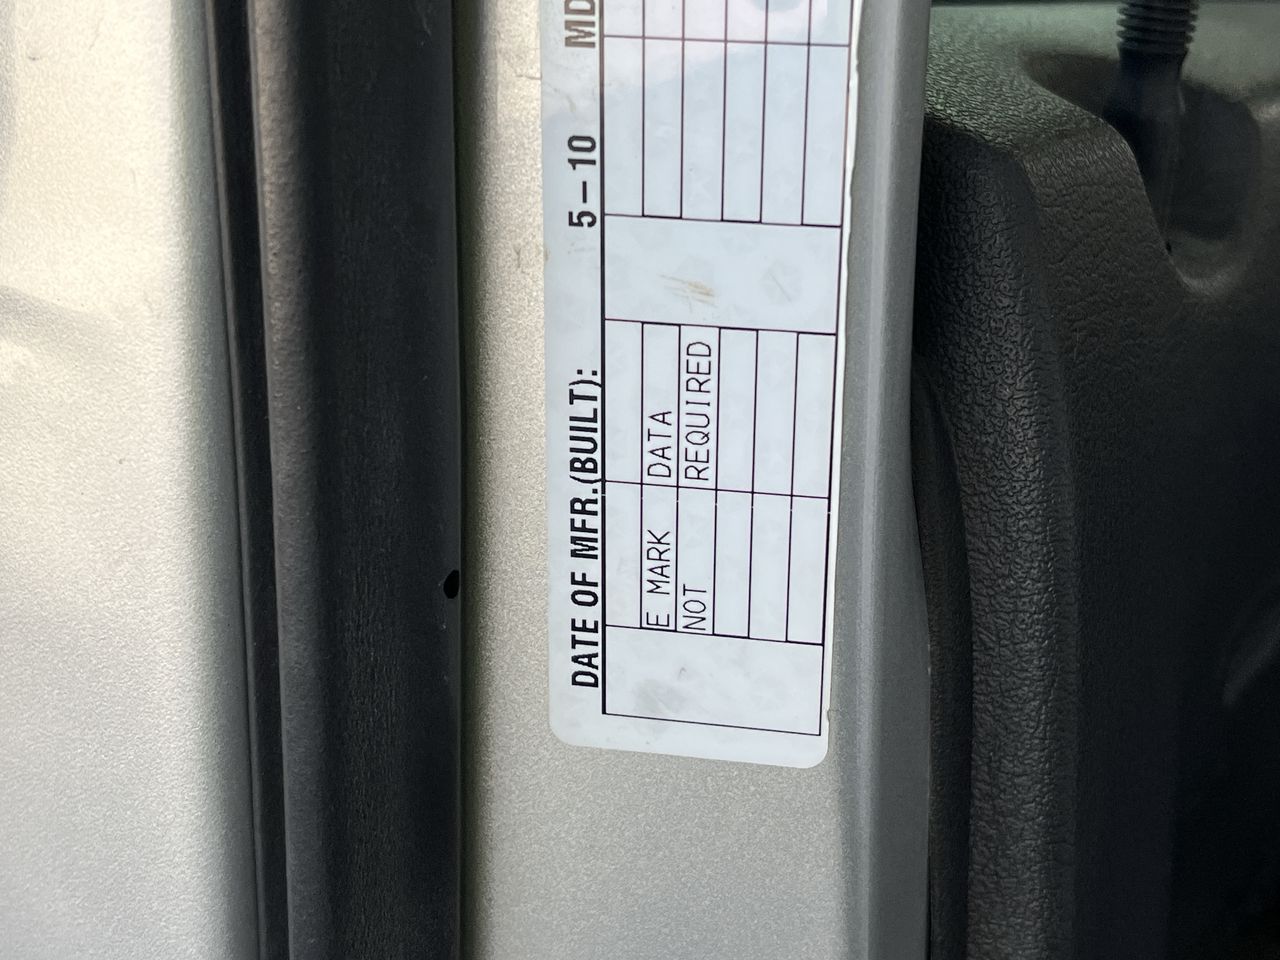 DATE OF MFR.(BUILT): 5-10 MD
E MARK DATA
NOT REQUIRED